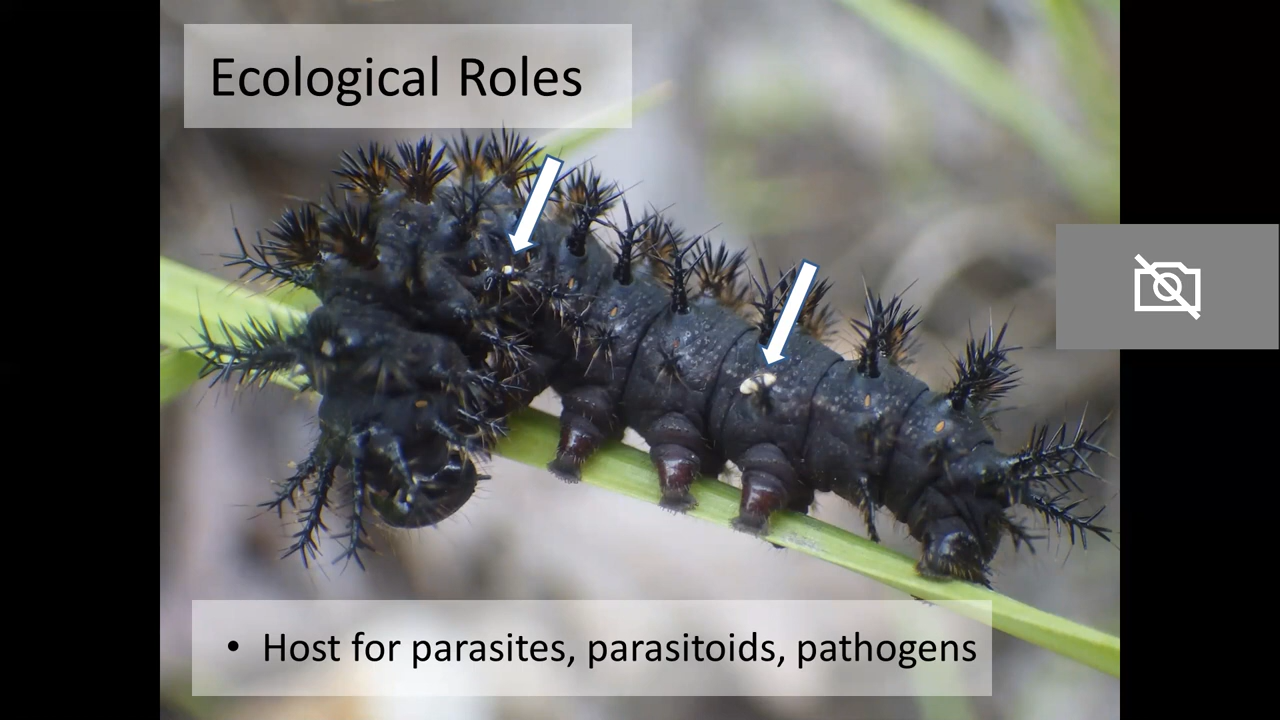 Ecological Roles
• Host for parasites, parasitoids, pathogens